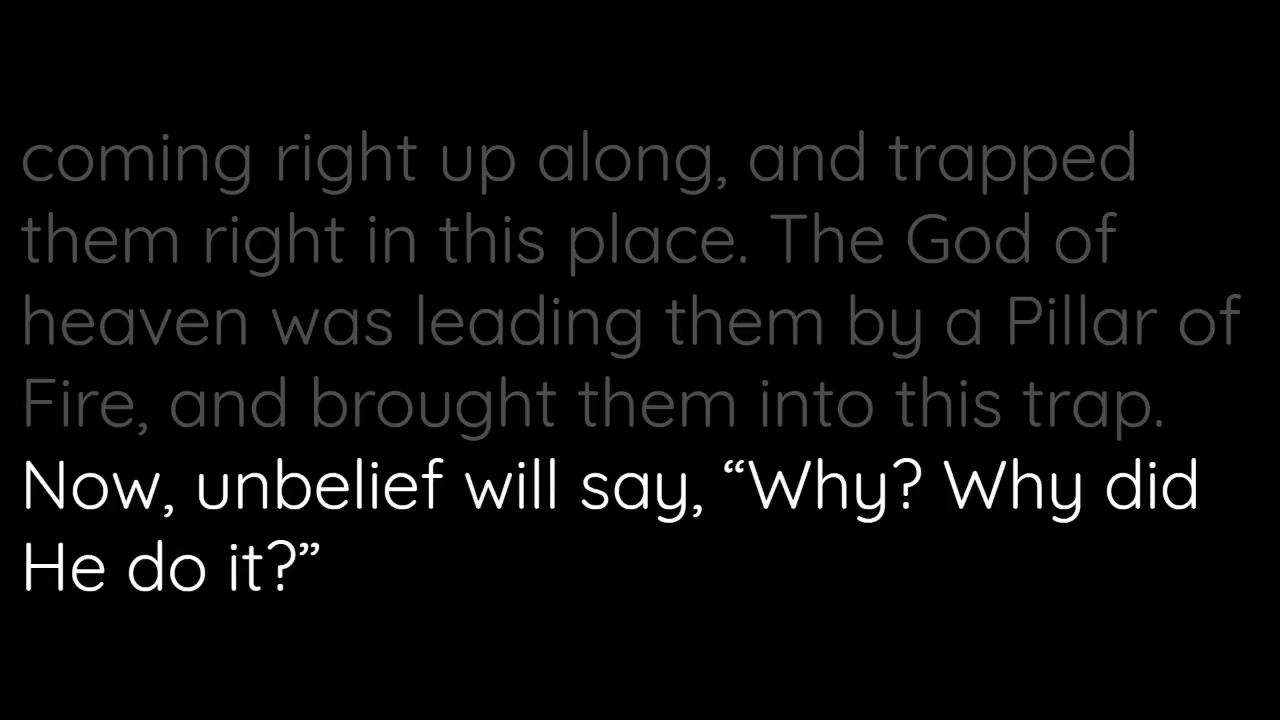 coming right up along, and trapped
them right in this place. The God of
heaven was leading them by a Pillar of
Fire, and brought them into this trap.
Now, unbelief will say, “Why? Why did
He do it?”